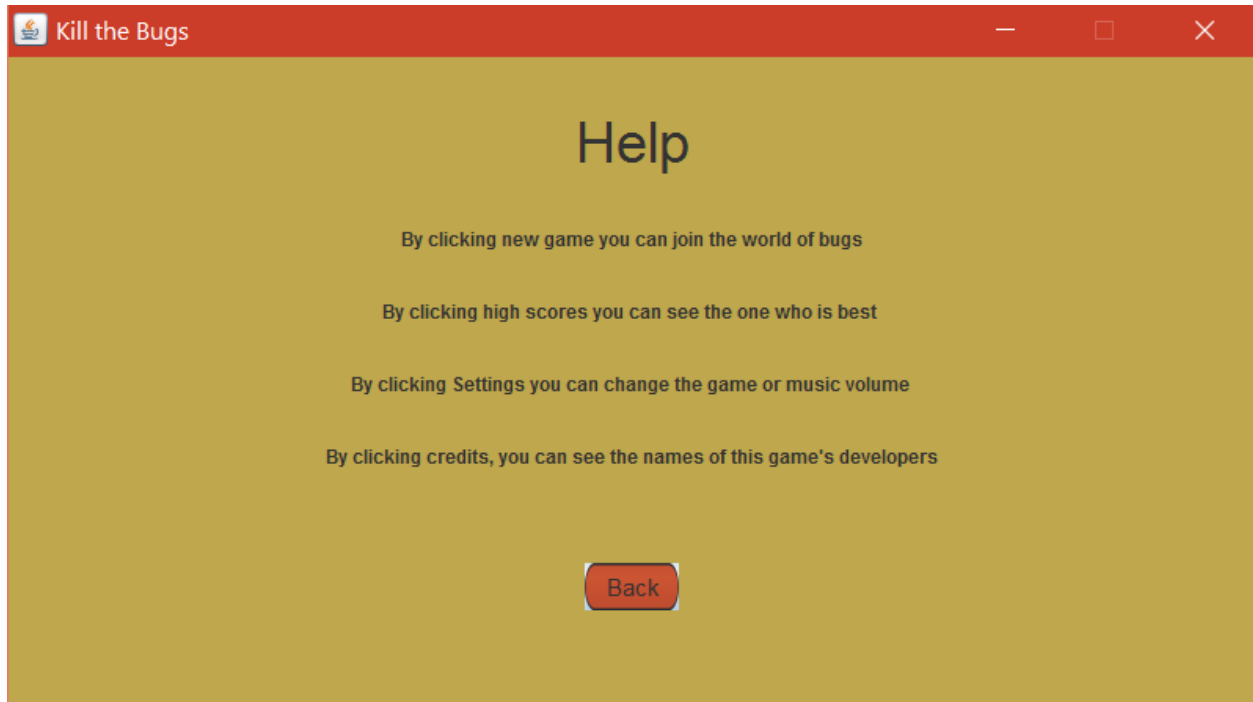 Kill the Bugs
Help
By clicking new game you can join the world of bugs
By clicking high scores you can see the one who is best
By clicking Settings you can change the game or music volume
By clicking credits, you can see the names of this game's developers
Back